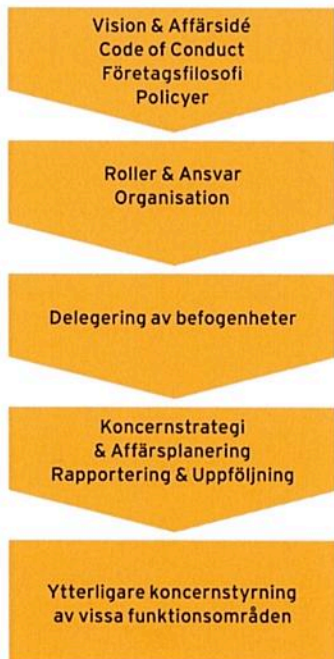 Vision & Affärsidé
Code of Conduct
Företagsfilosofi
Policyer
Roller & Ansvar
Organisation
Delegering av befogenheter
Koncernstrategi
& Affärsplanering
Rapportering & Uppföljning
Ytterligare koncernstyrning
av vissa funktionsområden